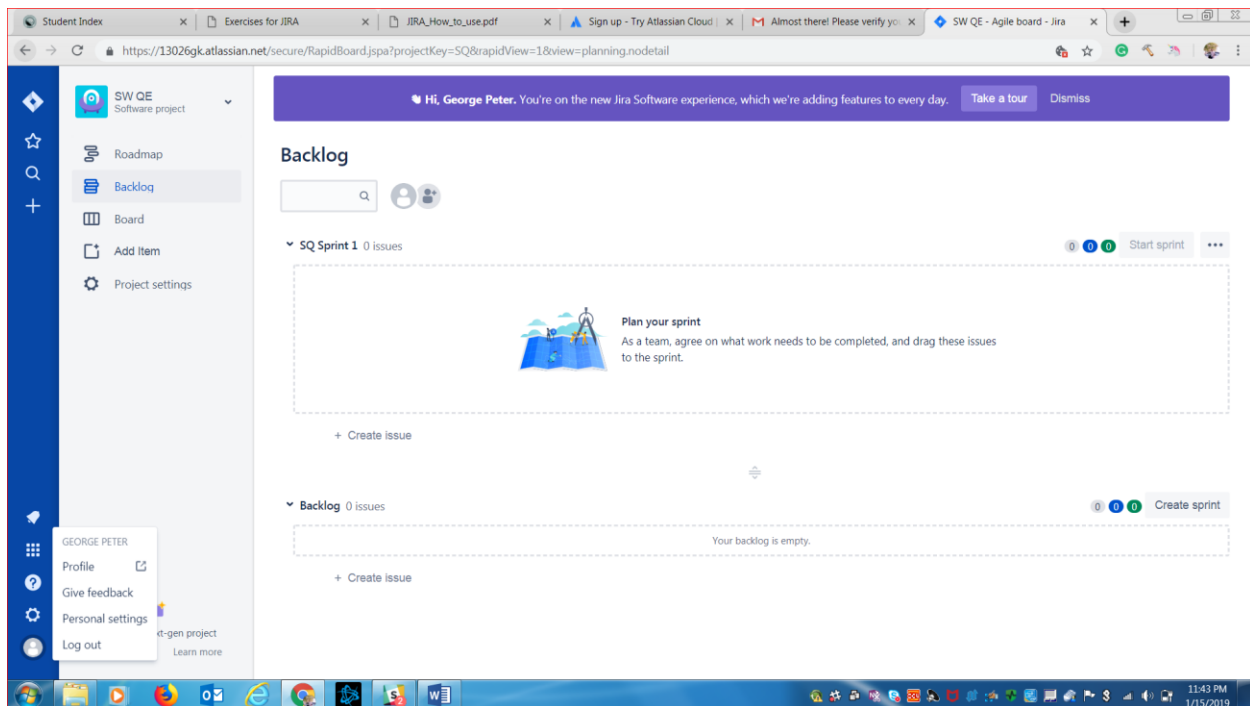 Student Index
Exercises for JIRA
JIRA_How_to_use.pdf
Sign up - Try Atlassian Cloud |
Almost there! Please verify you
SW QE - Agile board - Jira
https://13026gk.atlassian.net/secure/RapidBoard.jspa?projectKey=SQ&rapidView=1&view=planning.nodetail
SW QE
Software project
Hi, George Peter. You're on the new Jira Software experience, which we're adding features to every day. Take a tour Dismiss
Roadmap
Backlog
Board
Add Item
Project settings
Backlog
SQ Sprint 1 0 issues
0 0 0 Start sprint
Plan your sprint
As a team, agree on what work needs to be completed, and drag these issues
to the sprint.
+ Create issue
Backlog 0 issues
0 0 0 Create sprint
Your backlog is empty.
+ Create issue
GEORGE PETER
Profile
Give feedback
Personal settings
Log out
xt-gen project
Learn more
11:43 PM
1/15/2019